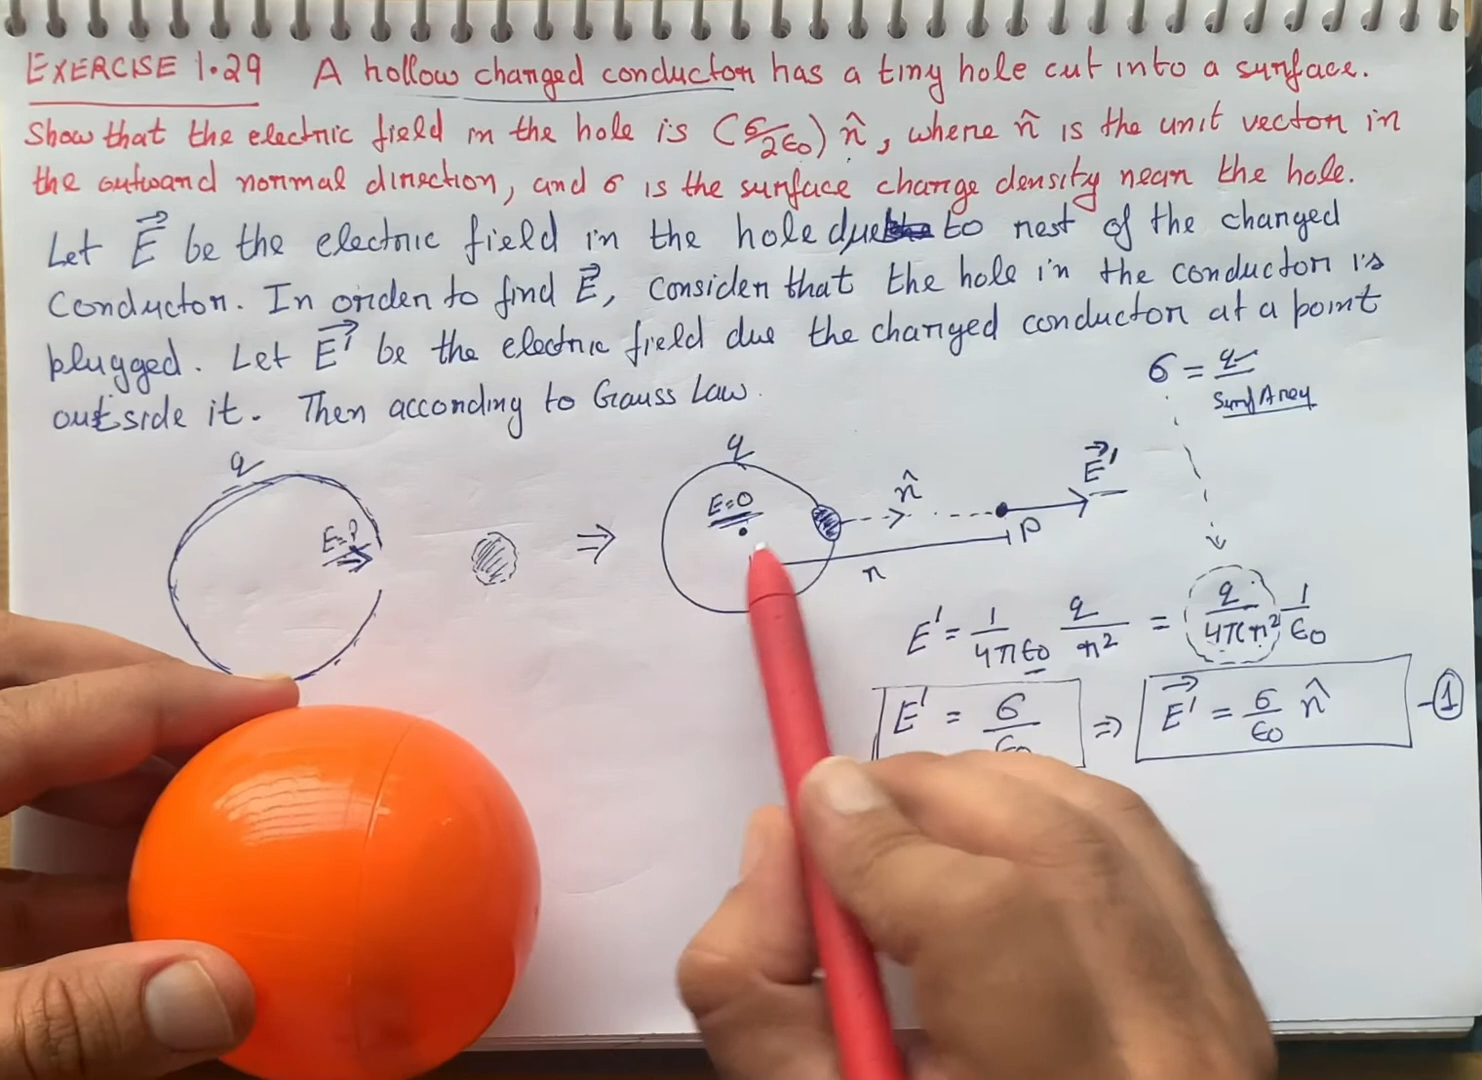 EXERCISE 1.29 A hollow charged conductor has a tiny hole cut into a surface.
Show that the electric field in the hole is (σ/2ϵ₀) n̂, where n̂ is the unit vector in
the outward normal direction, and σ is the surface charge density near the hole.
Let E⃗ be the electric field in the hole due to rest of the charged
Conductor. In order to find E⃗, Consider that the hole in the conductor is
plugged. Let E⃗' be the electric field due the charged conductor at a point
outside it. Then according to Gauss Law.
σ = q/Surf Area
q
E=?
⇒
q
E=0
n̂
E⃗'
P
r
E' = 1/4πϵ₀ q/r² = q/4πr² 1/ϵ₀
E' = σ/ϵ₀ ⇒ E⃗' = σ/ϵ₀ n̂ -①